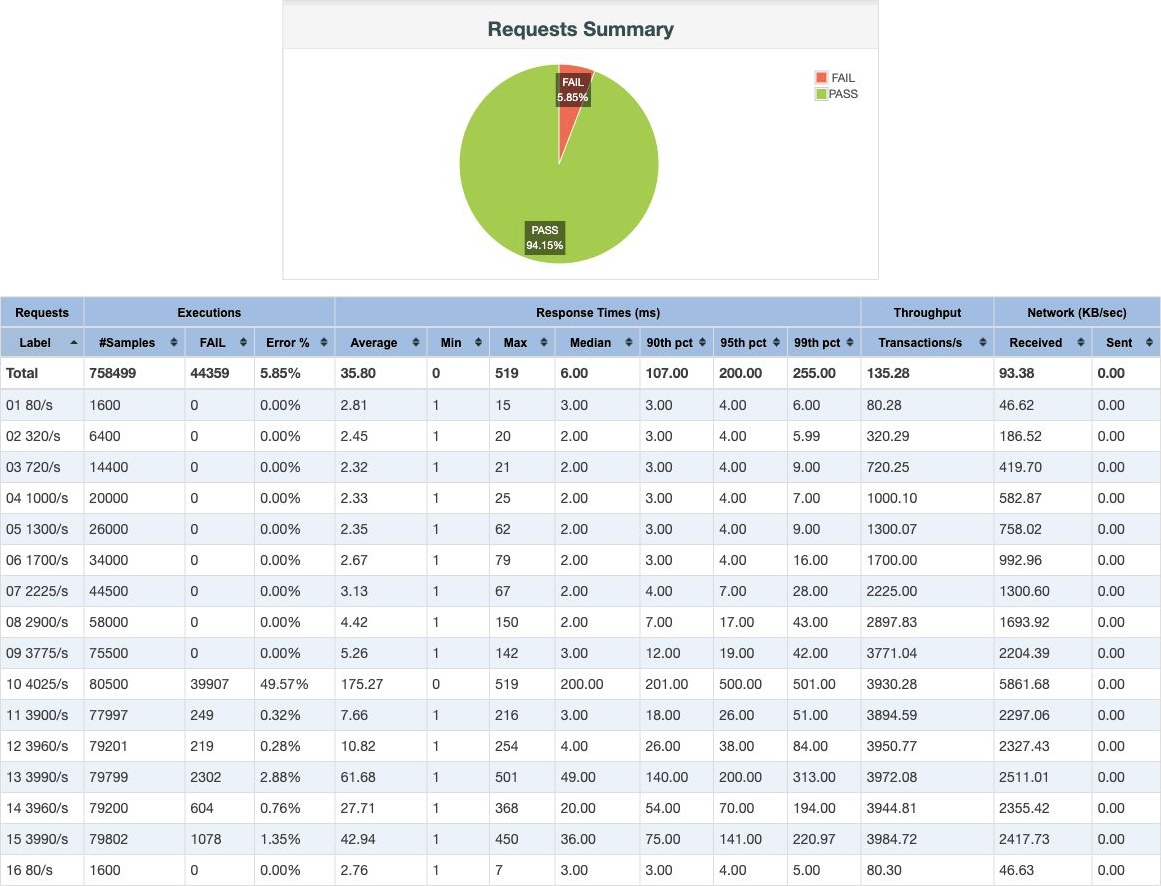 Requests Summary
FAIL
5.85%
FAIL
PASS
PASS
94.15%
Requests Executions Response Times (ms) Throughput Network (KB/sec)
Label #Samples FAIL Error % Average Min Max Median 90th pct 95th pct 99th pct Transactions/s Received Sent
Total 758499 44359 5.85% 35.80 0 519 6.00 107.00 200.00 255.00 135.28 93.38 0.00
01 80/s 1600 0 0.00% 2.81 1 15 3.00 3.00 4.00 6.00 80.28 46.62 0.00
02 320/s 6400 0 0.00% 2.45 1 20 2.00 3.00 4.00 5.99 320.29 186.52 0.00
03 720/s 14400 0 0.00% 2.32 1 21 2.00 3.00 4.00 9.00 720.25 419.70 0.00
04 1000/s 20000 0 0.00% 2.33 1 25 2.00 3.00 4.00 7.00 1000.10 582.87 0.00
05 1300/s 26000 0 0.00% 2.35 1 62 2.00 3.00 4.00 9.00 1300.07 758.02 0.00
06 1700/s 34000 0 0.00% 2.67 1 79 2.00 3.00 4.00 16.00 1700.00 992.96 0.00
07 2225/s 44500 0 0.00% 3.13 1 67 2.00 4.00 7.00 28.00 2225.00 1300.60 0.00
08 2900/s 58000 0 0.00% 4.42 1 150 2.00 7.00 17.00 43.00 2897.83 1693.92 0.00
09 3775/s 75500 0 0.00% 5.26 1 142 3.00 12.00 19.00 42.00 3771.04 2204.39 0.00
10 4025/s 80500 39907 49.57% 175.27 0 519 200.00 201.00 500.00 501.00 3930.28 5861.68 0.00
11 3900/s 77997 249 0.32% 7.66 1 216 3.00 18.00 26.00 51.00 3894.59 2297.06 0.00
12 3960/s 79201 219 0.28% 10.82 1 254 4.00 26.00 38.00 84.00 3950.77 2327.43 0.00
13 3990/s 79799 2302 2.88% 61.68 1 501 49.00 140.00 200.00 313.00 3972.08 2511.01 0.00
14 3960/s 79200 604 0.76% 27.71 1 368 20.00 54.00 70.00 194.00 3944.81 2355.42 0.00
15 3990/s 79802 1078 1.35% 42.94 1 450 36.00 75.00 141.00 220.97 3984.72 2417.73 0.00
16 80/s 1600 0 0.00% 2.76 1 7 3.00 3.00 4.00 5.00 80.30 46.63 0.00